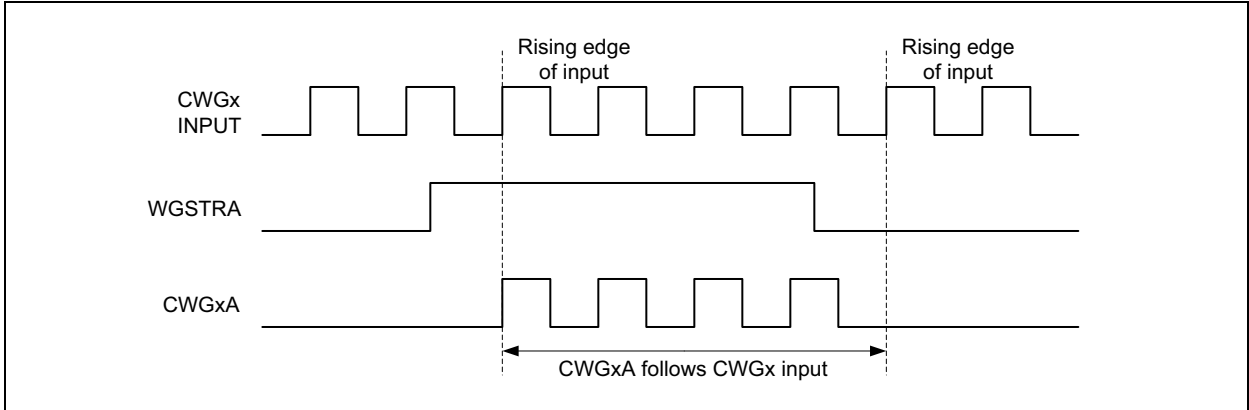 Rising edge
of input
Rising edge
of input
CWGx
INPUT
WGSTRA
CWGxA
CWGxA follows CWGx input